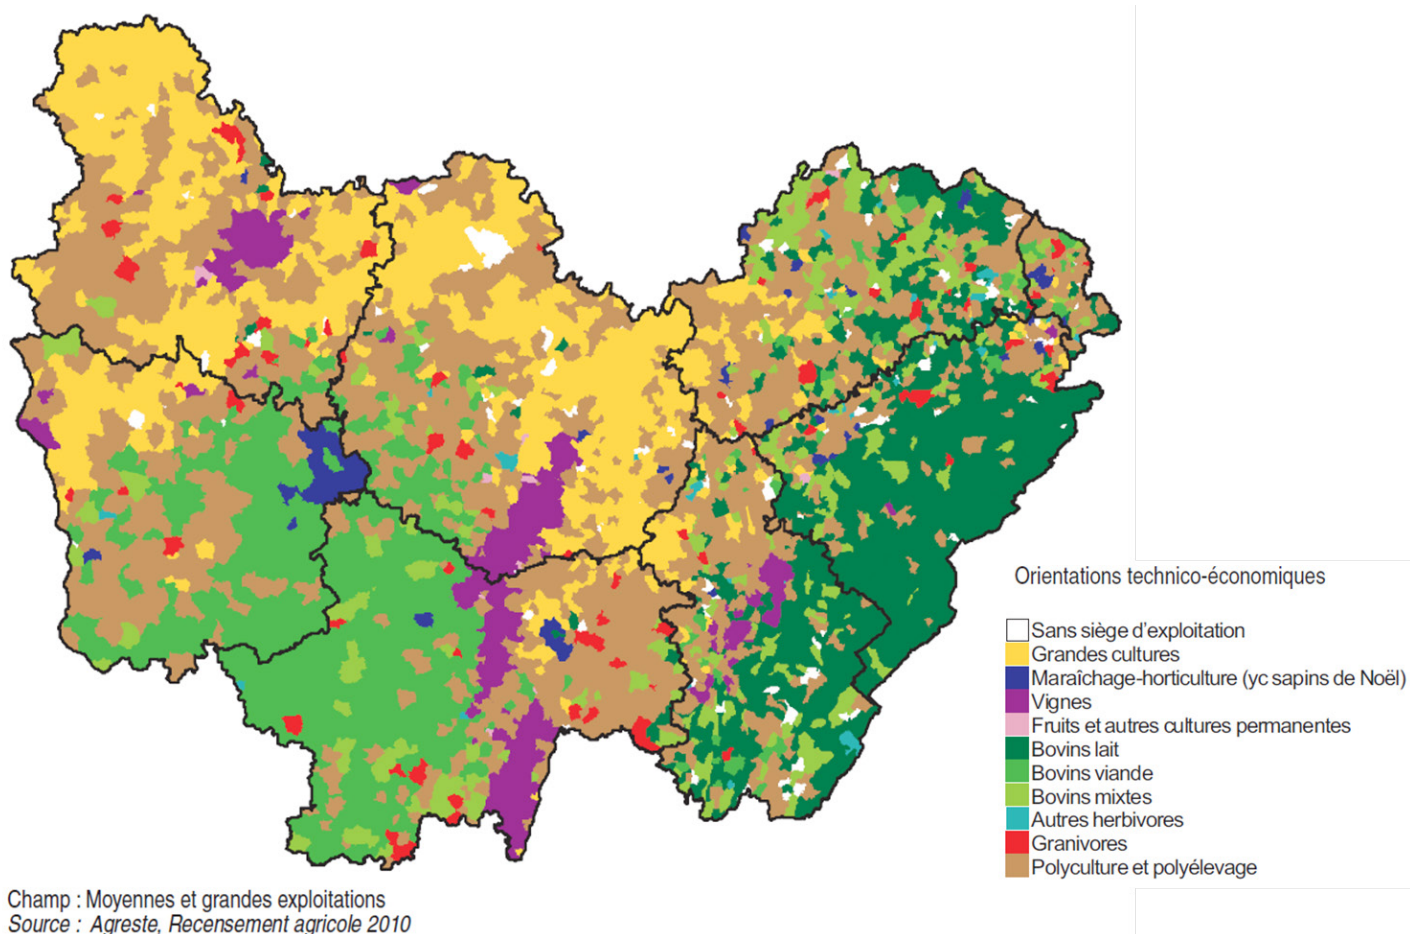 Orientations technico-économiques
Sans siège d'exploitation
Grandes cultures
Maraîchage-horticulture (yc sapins de Noël)
Vignes
Fruits et autres cultures permanentes
Bovins lait
Bovins viande
Bovins mixtes
Autres herbivores
Granivores
Polyculture et polyélevage
Champ : Moyennes et grandes exploitations
Source : Agreste, Recensement agricole 2010